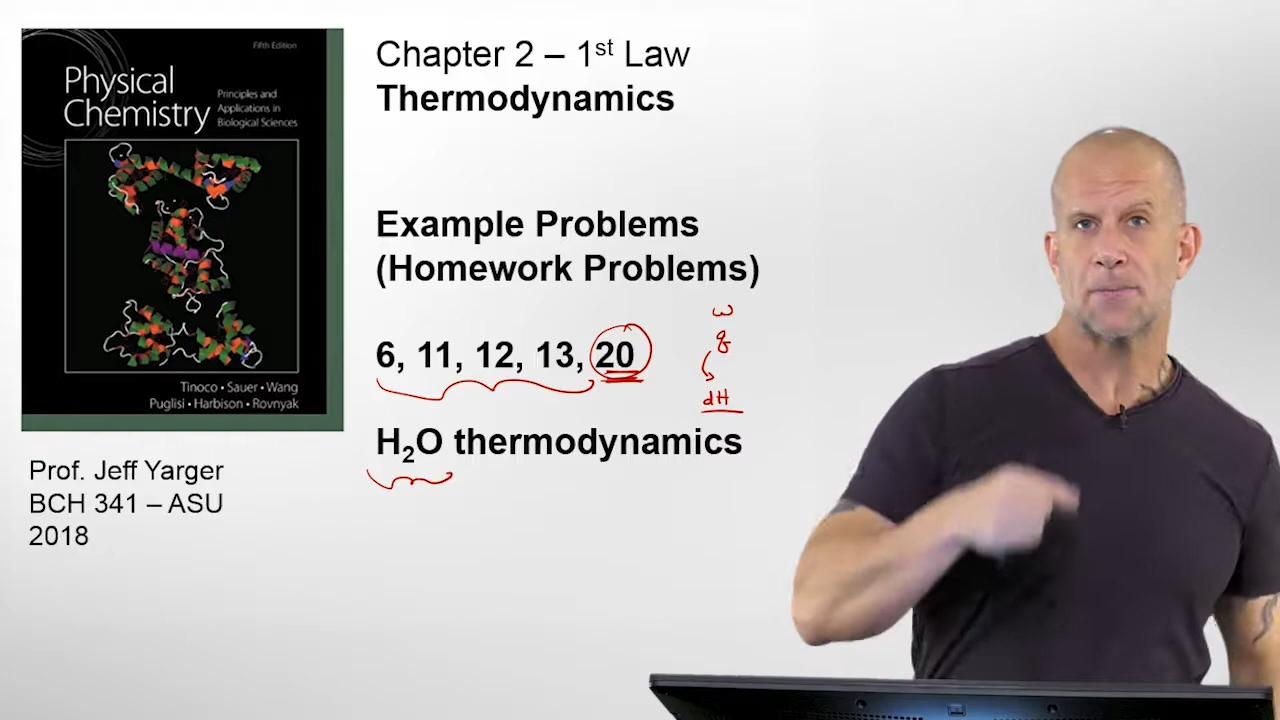 Fifth Edition
Physical
Chemistry
Principles and
Applications in
Biological Sciences
Tinoco • Sauer • Wang
Puglisi • Harbison • Rovnyak
Prof. Jeff Yarger
BCH 341 – ASU
2018
Chapter 2 – 1st Law
Thermodynamics
Example Problems
(Homework Problems)
6, 11, 12, 13, 20
H₂O thermodynamics
w
q
dH